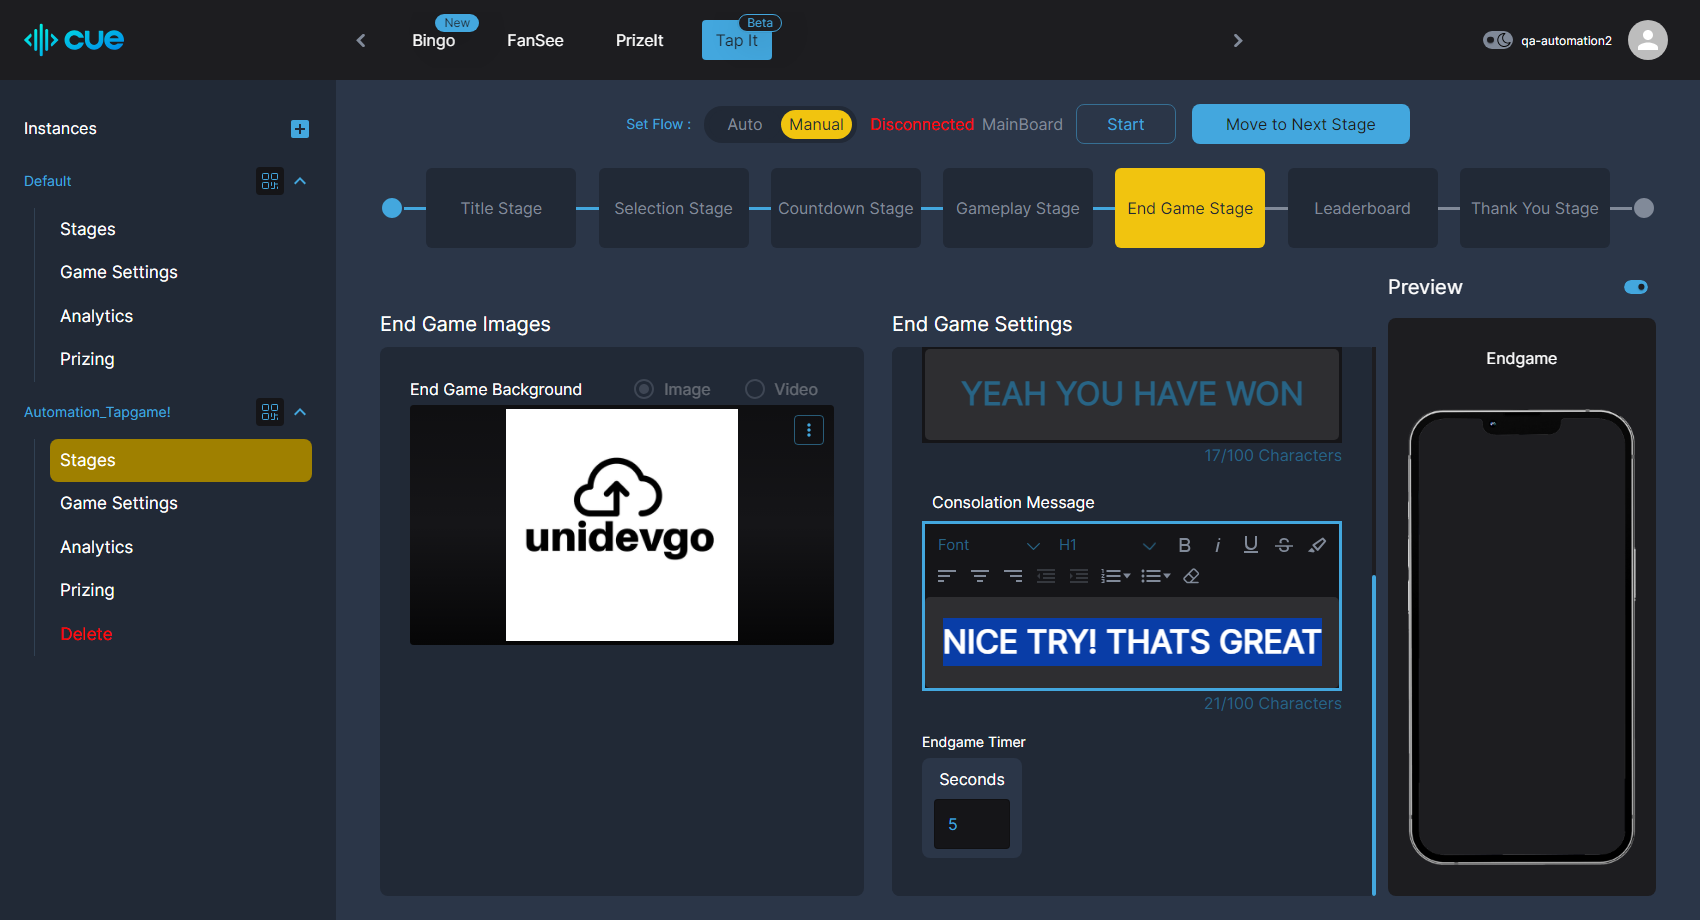 cue
Bingo
New
FanSee
PrizeIt
Tap It
Beta
qa-automation2
Instances
Default
Stages
Game Settings
Analytics
Prizing
Automation_Tapgame!
Stages
Game Settings
Analytics
Prizing
Delete
Set Flow :
Auto
Manual
Disconnected MainBoard
Start
Move to Next Stage
Title Stage
Selection Stage
Countdown Stage
Gameplay Stage
End Game Stage
Leaderboard
Thank You Stage
End Game Images
End Game Background
Image
Video
unidevgo
End Game Settings
YEAH YOU HAVE WON
17/100 Characters
Consolation Message
Font
H1
B
i
U
S
NICE TRY! THATS GREAT
21/100 Characters
Endgame Timer
Seconds
5
Preview
Endgame